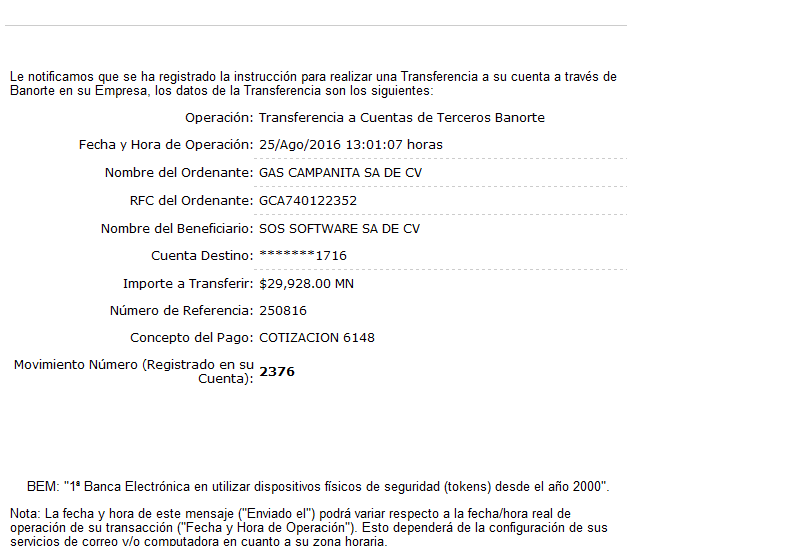 Le notificamos que se ha registrado la instrucción para realizar una Transferencia a su cuenta a través de
Banorte en su Empresa, los datos de la Transferencia son los siguientes:
Operación: Transferencia a Cuentas de Terceros Banorte
Fecha y Hora de Operación: 25/Ago/2016 13:01:07 horas
Nombre del Ordenante: GAS CAMPANITA SA DE CV
RFC del Ordenante: GCA740122352
Nombre del Beneficiario: SOS SOFTWARE SA DE CV
Cuenta Destino: *******1716
Importe a Transferir: $29,928.00 MN
Número de Referencia: 250816
Concepto del Pago: COTIZACION 6148
Movimiento Número (Registrado en su
Cuenta): 2376
BEM: "1ª Banca Electrónica en utilizar dispositivos físicos de seguridad (tokens) desde el año 2000".
Nota: La fecha y hora de este mensaje ("Enviado el") podrá variar respecto a la fecha/hora real de
operación de su transacción ("Fecha y Hora de Operación"). Esto dependerá de la configuración de sus
servicios de correo y/o computadora en cuanto a su zona horaria.